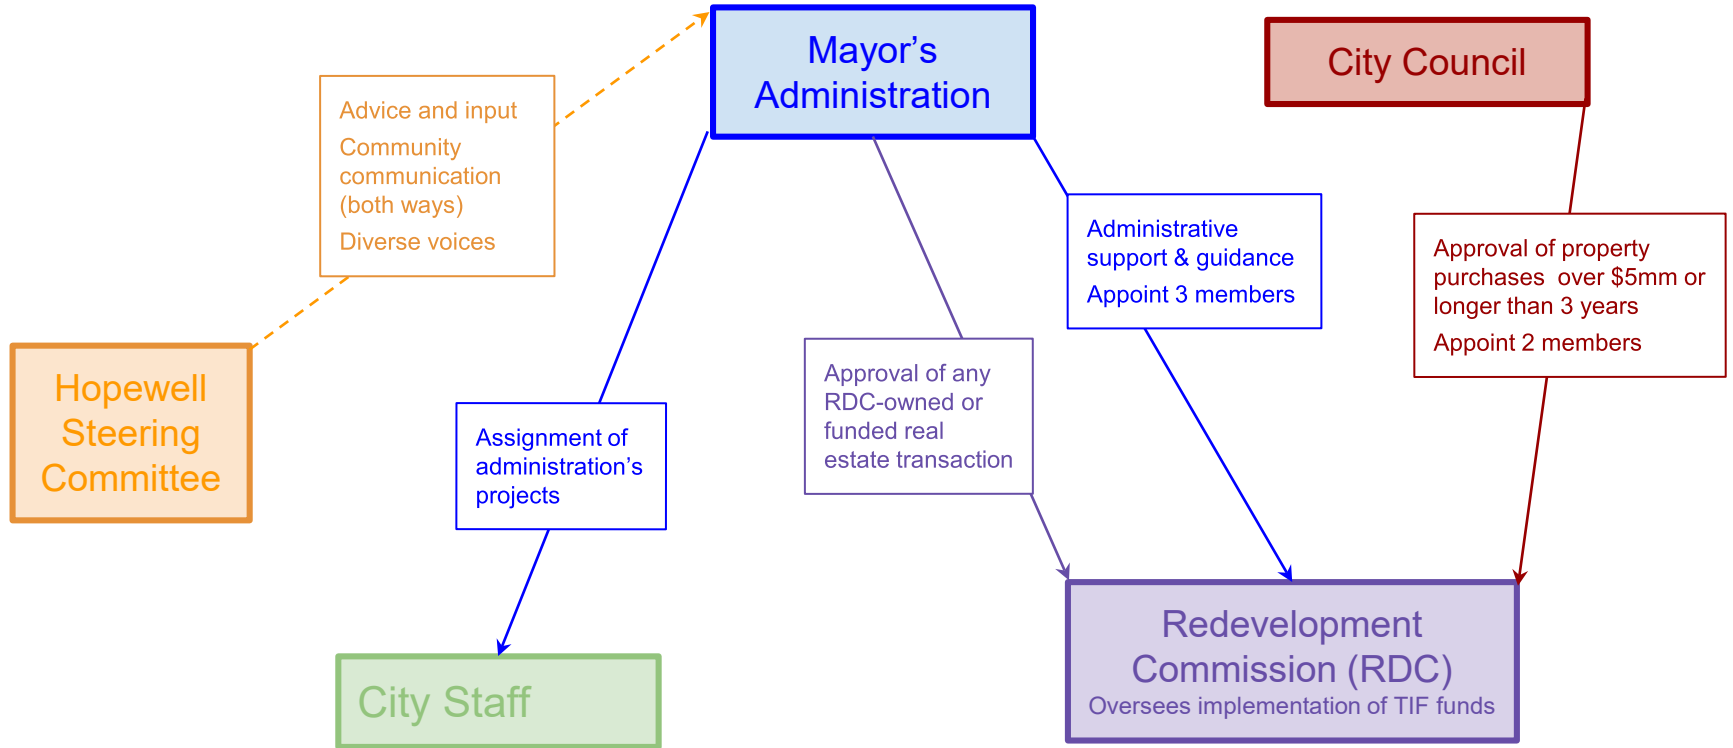 Mayor’s
Administration
City Council
Advice and input
Community
communication
(both ways)
Diverse voices
Administrative
support & guidance
Appoint 3 members
Approval of property
purchases  over $5mm or
longer than 3 years
Appoint 2 members
Hopewell
Steering
Committee
Assignment of
administration’s
projects
Approval of any
RDC-owned or
funded real
estate transaction
City Staff
Redevelopment
Commission (RDC)
Oversees implementation of TIF funds